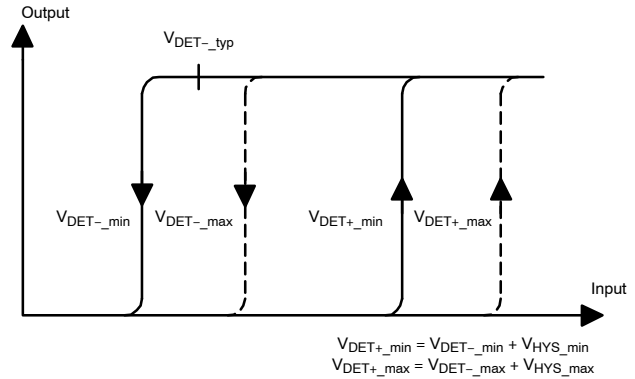 Output
VDET−_typ
VDET−_min
VDET−_max
VDET+_min
VDET+_max
Input
VDET+_min = VDET−_min + VHYS_min
VDET+_max = VDET−_max + VHYS_max